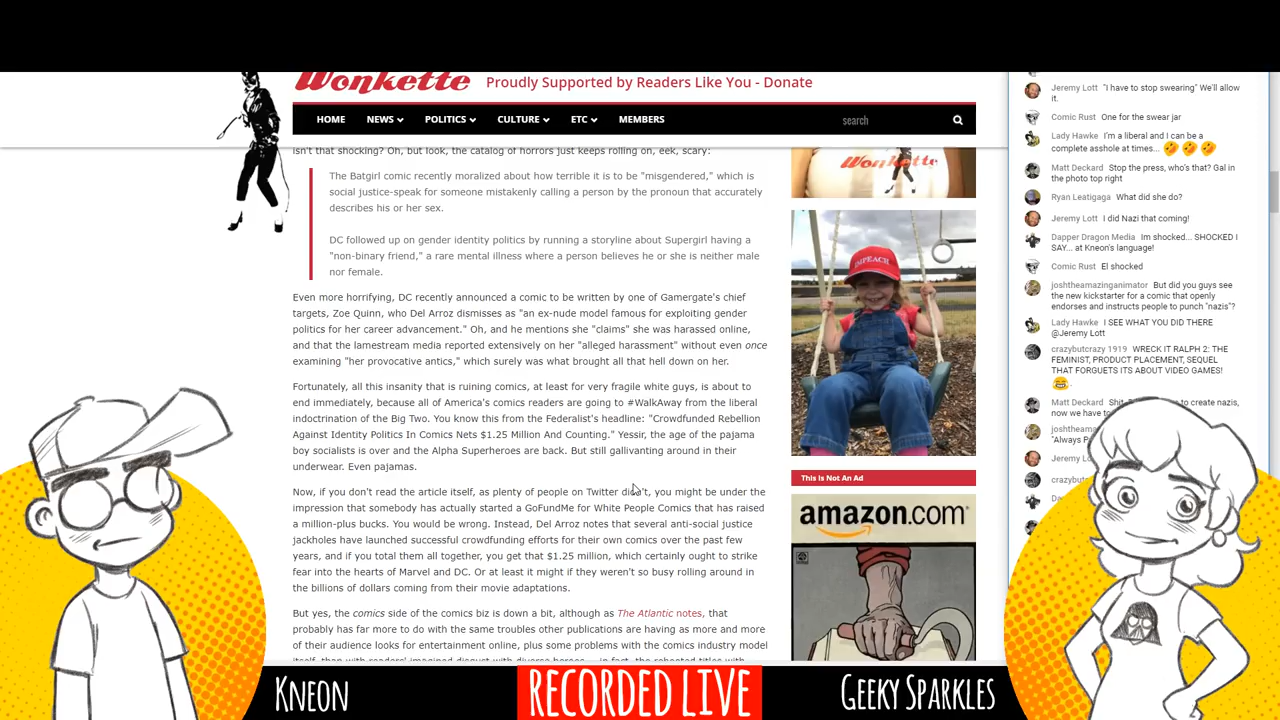 Wonkette
Proudly Supported by Readers Like You - Donate
HOME NEWS POLITICS CULTURE ETC MEMBERS search
isn't that shocking? Oh, but look, the catalog of horrors just keeps rolling on, eek, scary:
The Batgirl comic recently moralized about how terrible it is to be "misgendered," which is
social justice-speak for someone mistakenly calling a person by the pronoun that accurately
describes his or her sex.
DC followed up on gender identity politics by running a storyline about Supergirl having a
"non-binary friend," a rare mental illness where a person believes he or she is neither male
nor female.
Even more horrifying, DC recently announced a comic to be written by one of Gamergate's chief
targets, Zoe Quinn, who Del Arroz dismisses as "an ex-nude model famous for exploiting gender
politics for her career advancement." Oh, and he mentions she "claims" she was harassed online,
and that the lamestream media reported extensively on her "alleged harassment" without even once
examining "her provocative antics," which surely was what brought all that hell down on her.
Fortunately, all this insanity that is ruining comics, at least for very fragile white guys, is about to
end immediately, because all of America's comics readers are going to #WalkAway from the liberal
indoctrination of the Big Two. You know this from the Federalist's headline: "Crowdfunded Rebellion
Against Identity Politics In Comics Nets $1.25 Million And Counting." Yessir, the age of the pajama
boy socialists is over and the Alpha Superheroes are back. But still gallivanting around in their
underwear. Even pajamas.
Now, if you don't read the article itself, as plenty of people on Twitter didn't, you might be under the
impression that somebody has actually started a GoFundMe for White People Comics that has raised
a million-plus bucks. You would be wrong. Instead, Del Arroz notes that several anti-social justice
jackholes have launched successful crowdfunding efforts for their own comics over the past few
years, and if you total them all together, you get that $1.25 million, which certainly ought to strike
fear into the hearts of Marvel and DC. Or at least it might if they weren't so busy rolling around in
the billions of dollars coming from their movie adaptations.
But yes, the comics side of the comics biz is down a bit, although as The Atlantic notes, that
probably has far more to do with the same troubles other publications are having as more and more
of their audience looks for entertainment online, plus some problems with the comics industry model
Wonkette
IMPEACH
This Is Not An Ad
amazon.com
Jeremy Lott "I have to stop swearing" We'll allow
it.
Comic Rust One for the swear jar
Lady Hawke I'm a liberal and I can be a
complete asshole at times...
Matt Deckard Stop the press, who's that? Gal in
the photo top right
Ryan Leatigaga What did she do?
Jeremy Lott I did Nazi that coming!
Dapper Dragon Media Im shocked... SHOCKED I
SAY... at Kneon's language!
Comic Rust El shocked
joshtheamazinganimator But did you guys see
the new kickstarter for a comic that openly
endorses and instructs people to punch "nazis"?
Lady Hawke I SEE WHAT YOU DID THERE
@Jeremy Lott
crazybutcrazy 1919 WRECK IT RALPH 2: THE
FEMINIST, PRODUCT PLACEMENT, SEQUEL
THAT FORGUETS ITS ABOUT VIDEO GAMES!
Matt Deckard
now we have to
joshtheama
"Always P
Jeremy Lo
crazybutc
KNEON
RECORDED LIVE
GEEKY SPARKLES